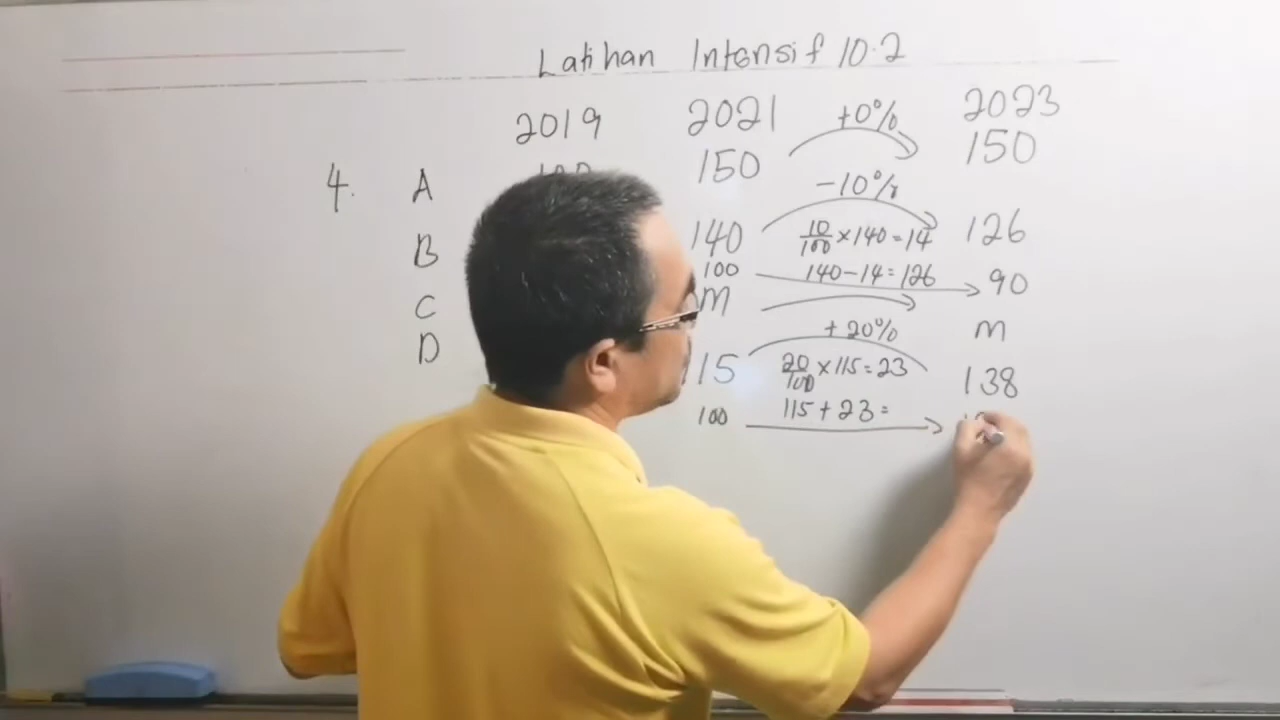 Latihan Intensif 10.2
2019 2021 +0% 2023
4. A 150 150
-10%
B 140 10/100 × 140 = 14 126
100 140 - 14 = 126 90
C m m
+ 20%
D 15 20/100 × 115 = 23 138
100 115 + 23 =